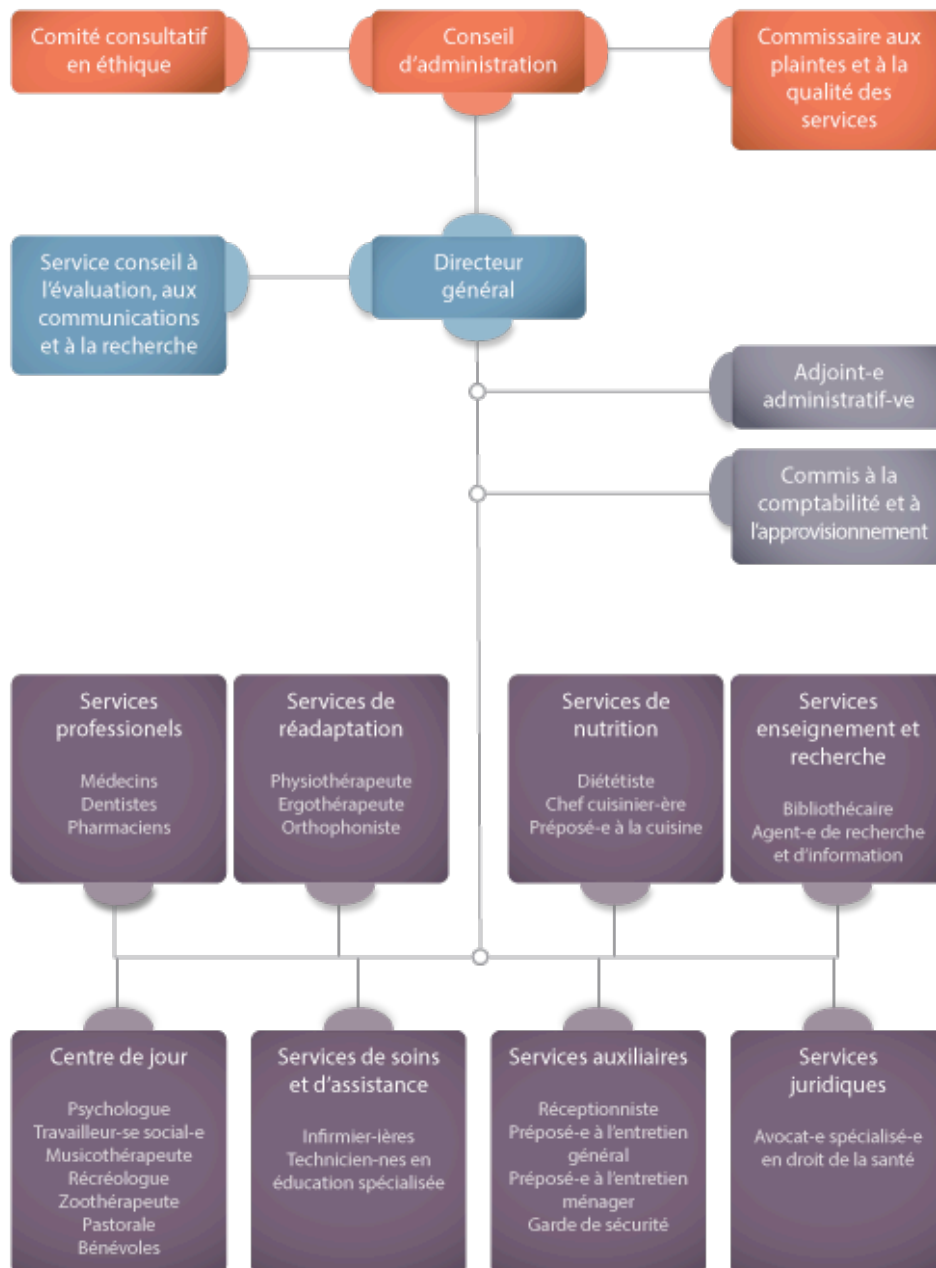 Comité consultatif
en éthique
Conseil
d'administration
Commissaire aux
plaintes et à la
qualité des
services
Service conseil à
l'évaluation, aux
communications
et à la recherche
Directeur
général
Adjoint-e
administratif-ve
Commis à la
comptabilité et à
l'approvisionnement
Services
professionels
Médecins
Dentistes
Pharmaciens
Services de
réadaptation
Physiothérapeute
Ergothérapeute
Orthophoniste
Services de
nutrition
Diététiste
Chef cuisinier-ère
Préposé-e à la cuisine
Services
enseignement et
recherche
Bibliothécaire
Agent-e de recherche
et d'information
Centre de jour
Psychologue
Travailleur-se social-e
Musicothérapeute
Récréologue
Zoothérapeute
Pastorale
Bénévoles
Services de soins
et d'assistance
Infirmier-ières
Technicien-nes en
éducation spécialisée
Services auxiliaires
Réceptionniste
Préposé-e à l'entretien
général
Préposé-e à l'entretien
ménager
Garde de sécurité
Services
juridiques
Avocat-e spécialisé-e
en droit de la santé